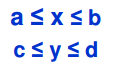 a ≤ x ≤ b
c ≤ y ≤ d